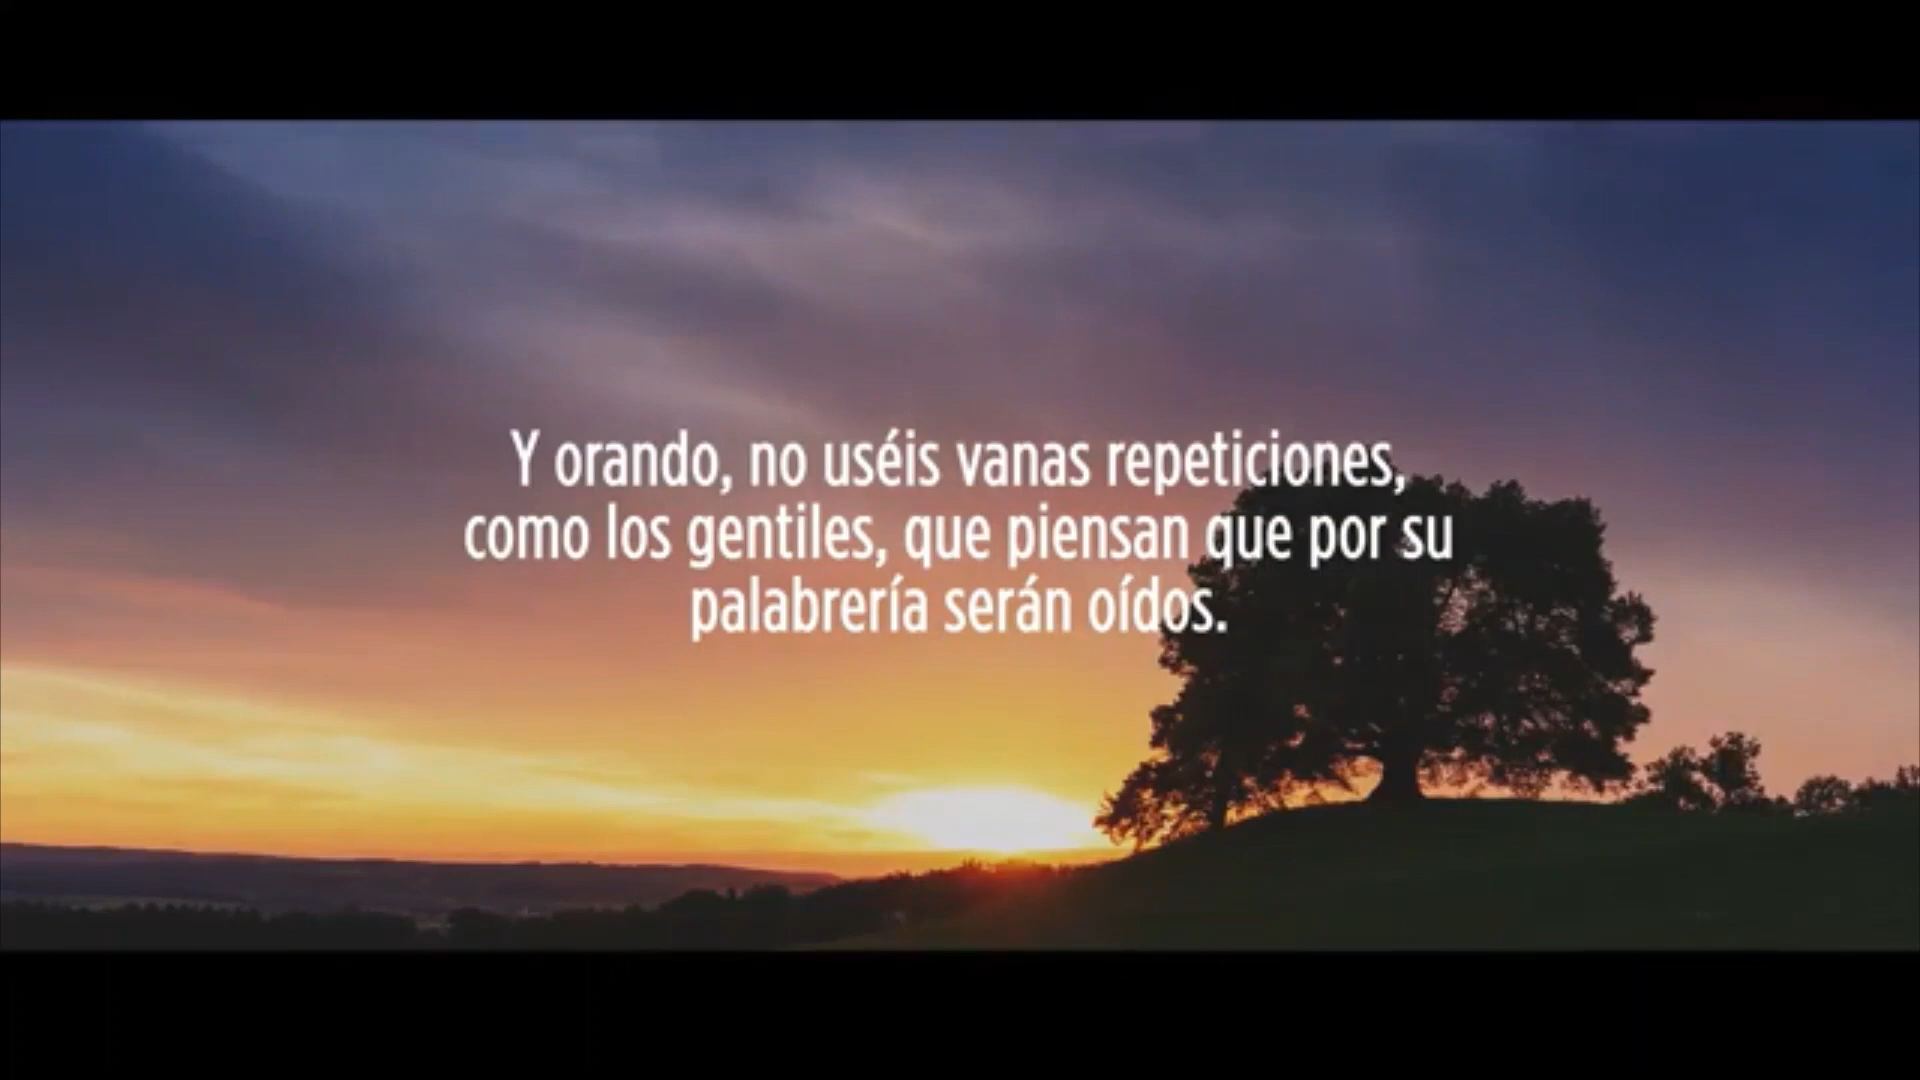 Y orando, no uséis vanas repeticiones,
como los gentiles, que piensan que por su
palabrería serán oídos.